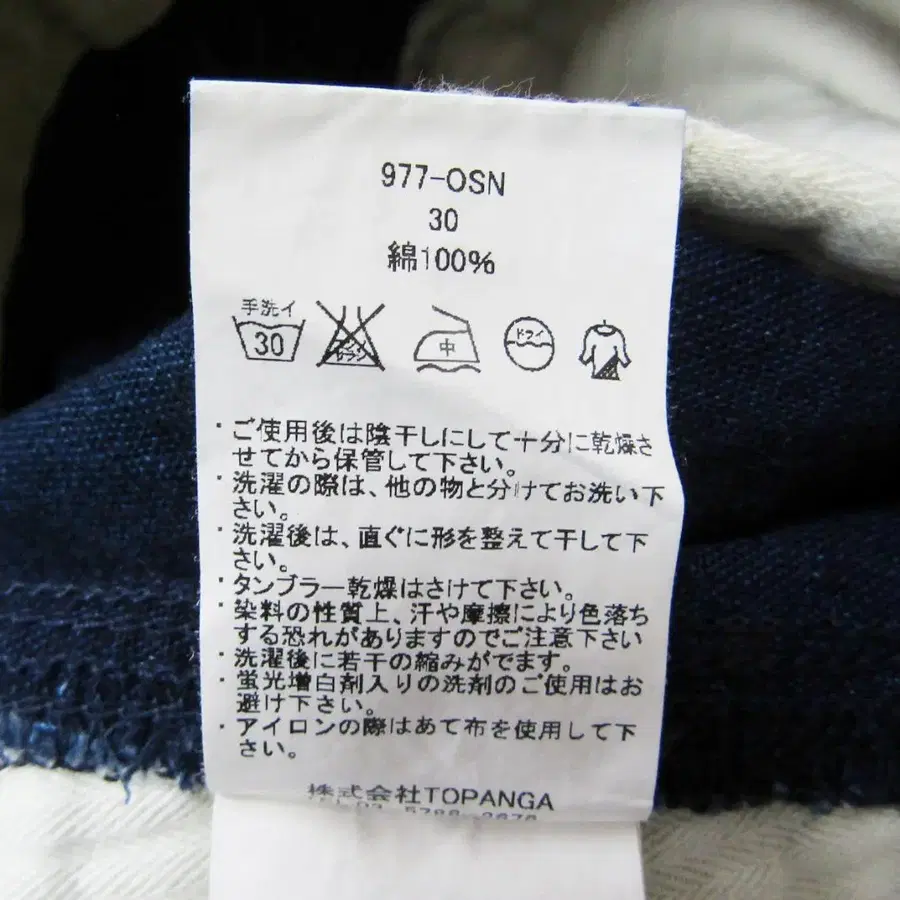 977-OSN
30
綿100%
手洗イ
30
中
ドライ
・ご使用後は陰干しにして十分に乾燥さ
せてから保管して下さい。
・洗濯の際は、他の物と分けてお洗い下
さい。
・洗濯後は、直ぐに形を整えて干して下
さい。
・タンブラー乾燥はさけて下さい。
・染料の性質上、汗や摩擦により色落ち
する恐れがありますのでご注意下さい
・洗濯後に若干の縮みがでます。
・蛍光増白剤入りの洗剤のご使用はお
避け下さい。
・アイロンの際はあて布を使用して下
さい。
株式会社TOPANGA